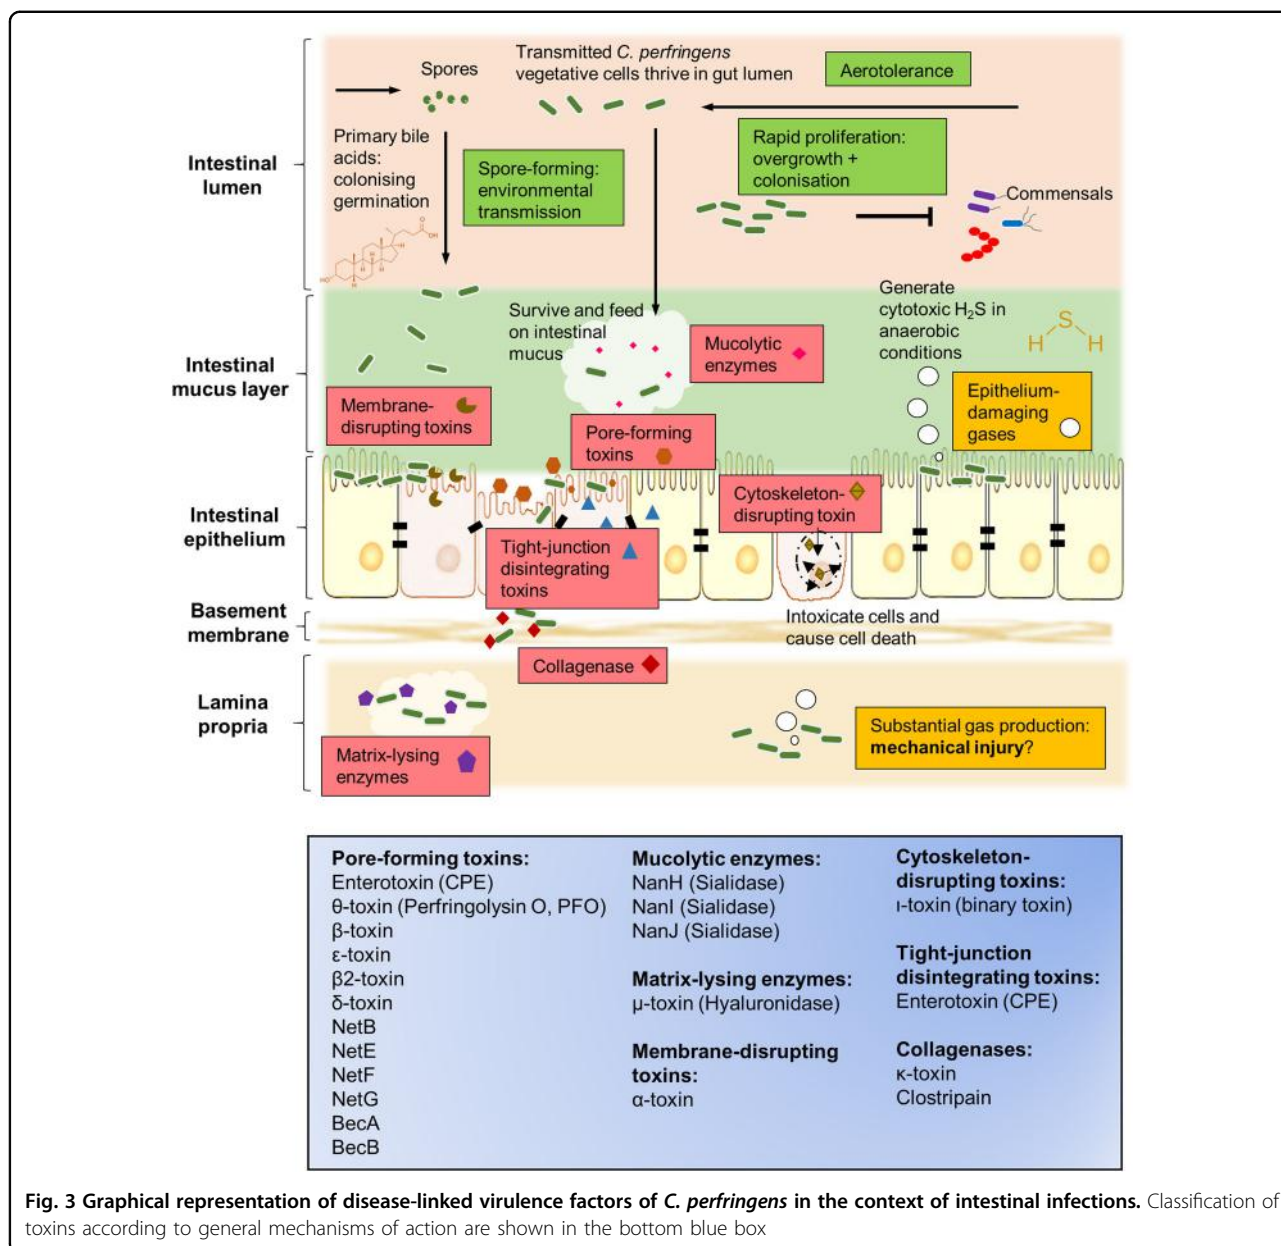 Spores
Transmitted C. perfringens
vegetative cells thrive in gut lumen
Aerotolerance
Primary bile
acids:
colonising
germination
Spore-forming:
environmental
transmission
Rapid proliferation:
overgrowth +
colonisation
Commensals
Intestinal
lumen
OH
O
HO
H
H
H
H
Survive and feed
on intestinal
mucus
Mucolytic
enzymes
Generate
cytotoxic H2S in
anaerobic
conditions
S
H
H
Intestinal
mucus layer
Membrane-
disrupting toxins
Pore-forming
toxins
Epithelium-
damaging
gases
Intestinal
epithelium
Cytoskeleton-
disrupting toxin
Tight-junction
disintegrating
toxins
Basement
membrane
Intoxicate cells and
cause cell death
Collagenase
Lamina
propria
Matrix-lysing
enzymes
Substantial gas production:
mechanical injury?
Pore-forming toxins:
Enterotoxin (CPE)
θ-toxin (Perfringolysin O, PFO)
β-toxin
ε-toxin
β2-toxin
δ-toxin
NetB
NetE
NetF
NetG
BecA
BecB
Mucolytic enzymes:
NanH (Sialidase)
NanI (Sialidase)
NanJ (Sialidase)
Matrix-lysing enzymes:
μ-toxin (Hyaluronidase)
Membrane-disrupting
toxins:
α-toxin
Cytoskeleton-
disrupting toxins:
ι-toxin (binary toxin)
Tight-junction
disintegrating toxins:
Enterotoxin (CPE)
Collagenases:
κ-toxin
Clostripain
Fig. 3 Graphical representation of disease-linked virulence factors of C. perfringens in the context of intestinal infections. Classification of
toxins according to general mechanisms of action are shown in the bottom blue box